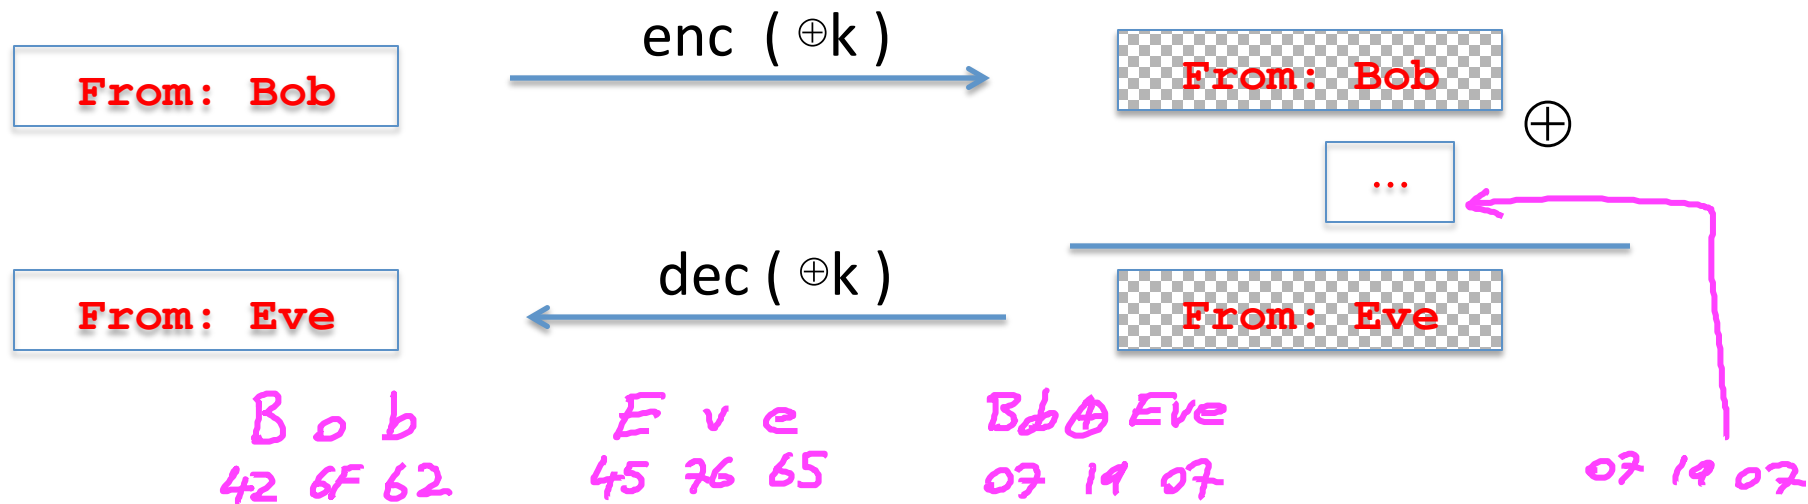 enc ( ⊕k )
From: Bob
From: Bob
⊕
...
dec ( ⊕k )
From: Eve
From: Eve
B o b E v e Bob ⊕ Eve
42 6F 62 45 76 65 07 19 07 07 19 07